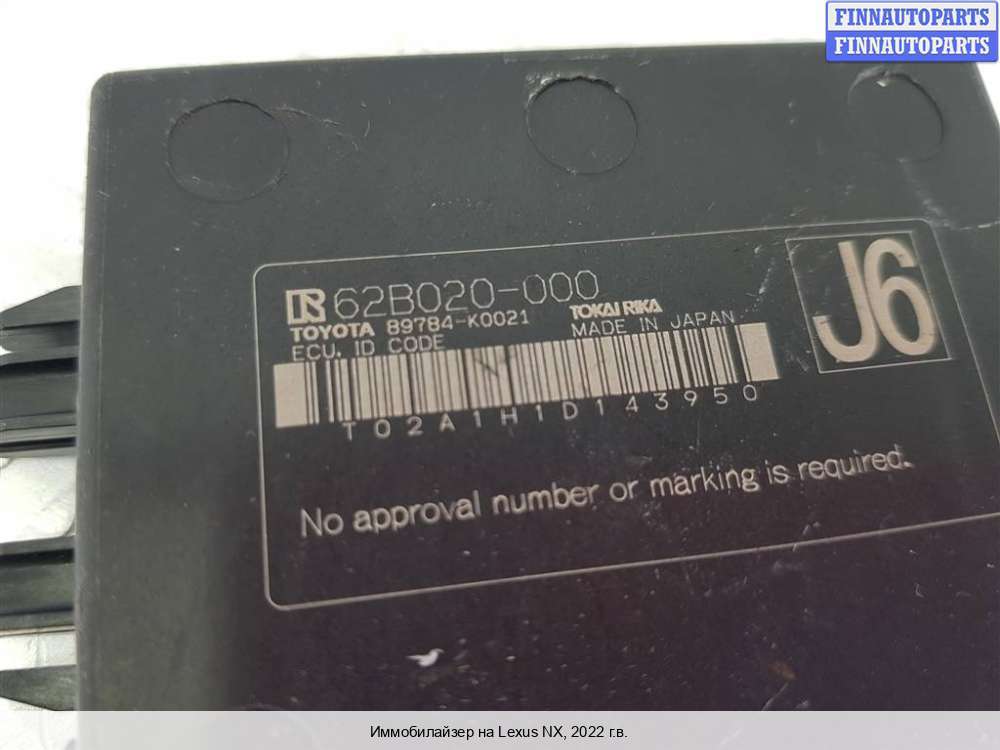 FINNAUTOPARTS
FINNAUTOPARTS
J6
62B020-000
TOYOTA 89784-K0021 TOKAI RIKA
ECU. ID CODE MADE IN JAPAN
T02A1H1D143950
No approval number or marking is required.
Иммобилайзер на Lexus NX, 2022 г.в.